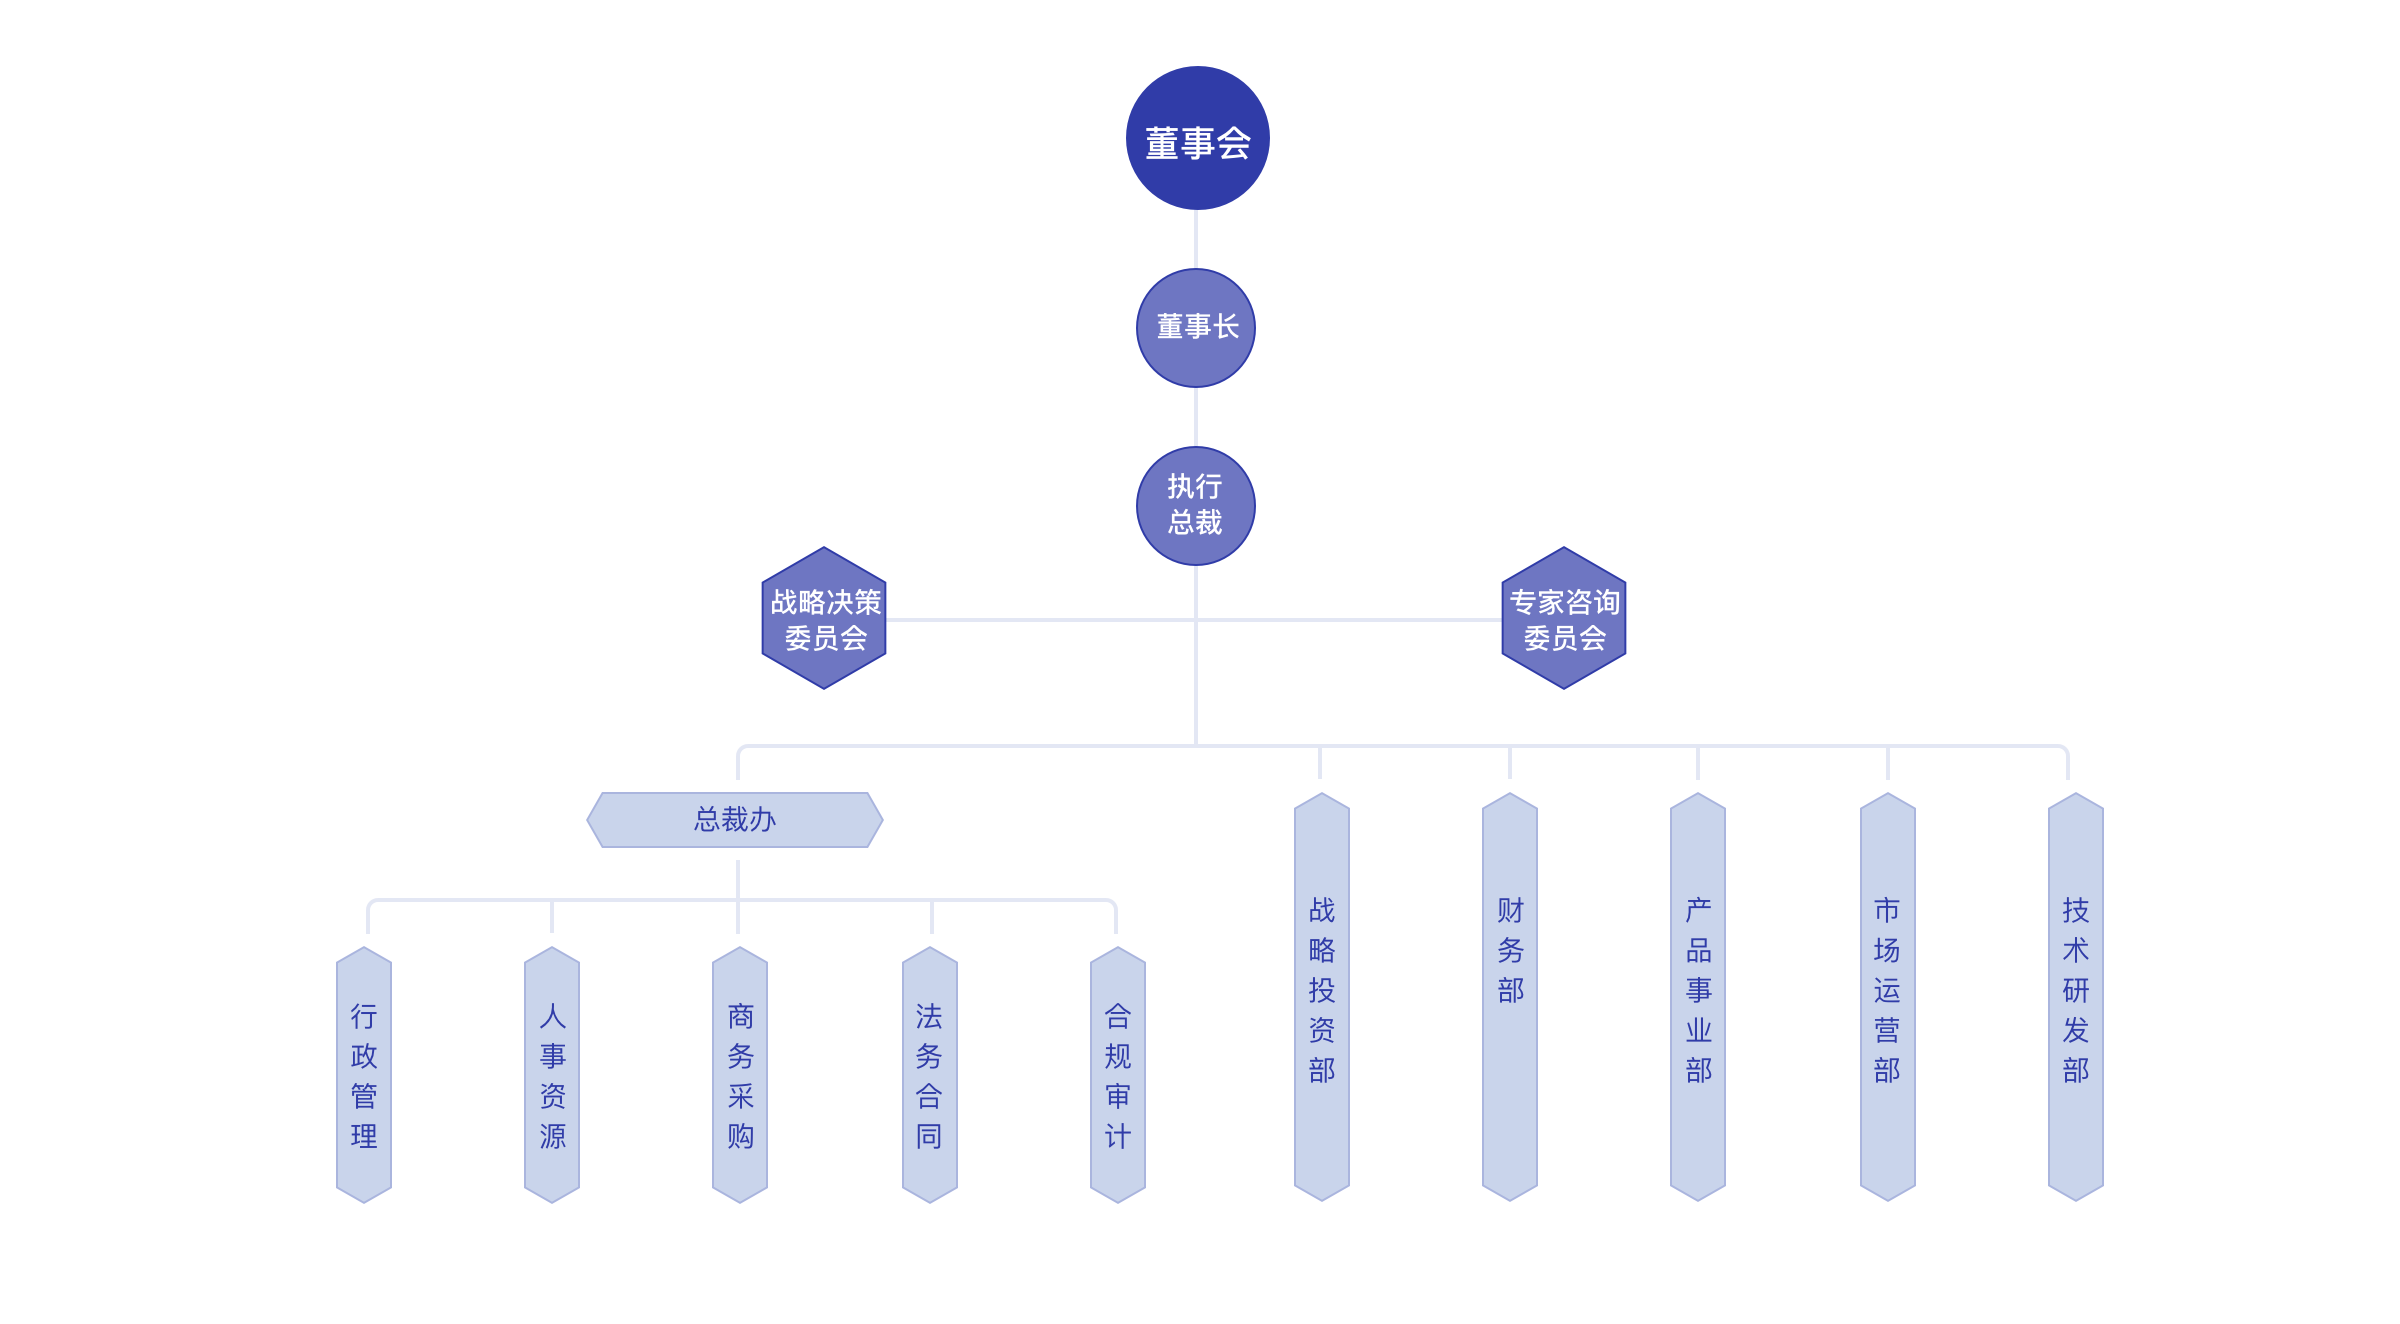 董事会
董事长
执行
总裁
战略决策
委员会
专家咨询
委员会
总裁办
战略投资部
财务部
产品事业部
市场运营部
技术研发部
行政管理
人事资源
商务采购
法务合同
合规审计